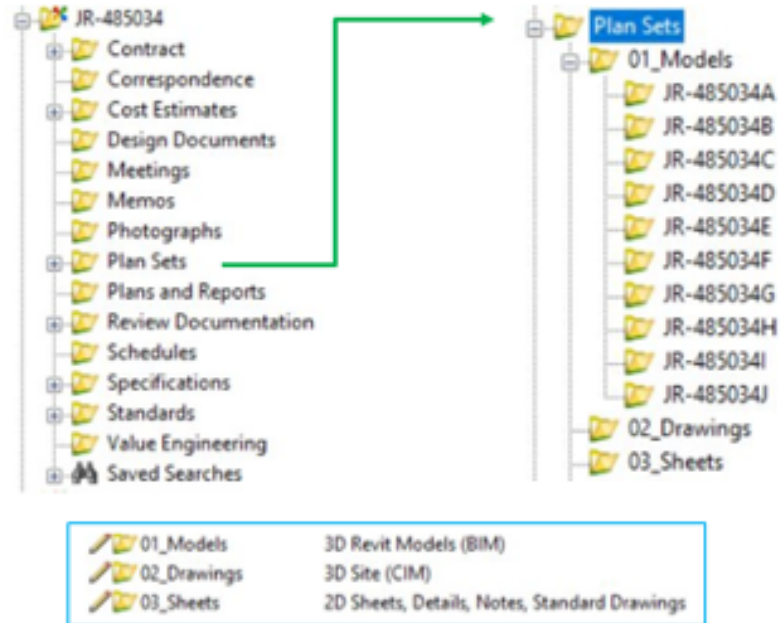 JR-485034
Contract
Correspondence
Cost Estimates
Design Documents
Meetings
Memos
Photographs
Plan Sets
Plans and Reports
Review Documentation
Schedules
Specifications
Standards
Value Engineering
Saved Searches
Plan Sets
01_Models
JR-485034A
JR-485034B
JR-485034C
JR-485034D
JR-485034E
JR-485034F
JR-485034G
JR-485034H
JR-485034I
JR-485034J
02_Drawings
03_Sheets
01_Models 3D Revit Models (BIM)
02_Drawings 3D Site (CIM)
03_Sheets 2D Sheets, Details, Notes, Standard Drawings